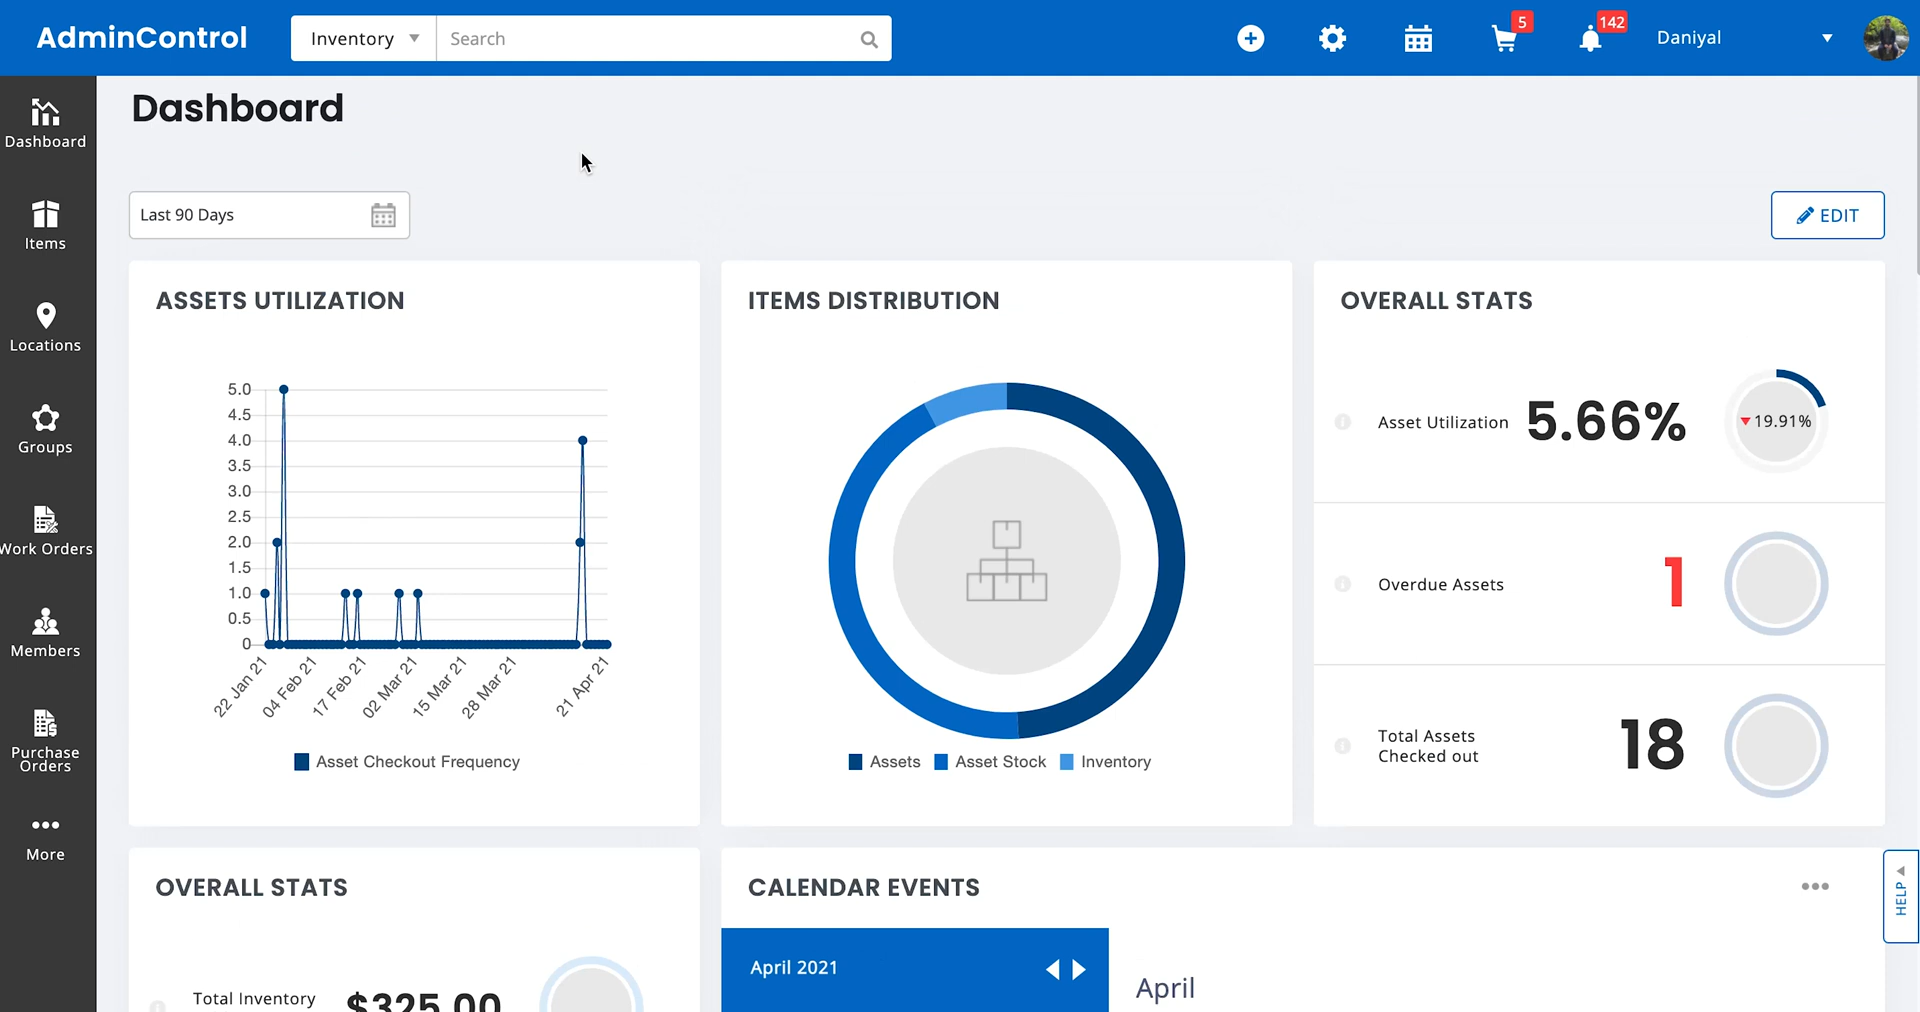 AdminControl
Inventory
Search
5
142
Daniyal
Dashboard
Items
Locations
Groups
Work Orders
Members
Purchase
Orders
More
Dashboard
Last 90 Days
EDIT
ASSETS UTILIZATION
5.0
4.5
4.0
3.5
3.0
2.5
2.0
1.5
1.0
0.5
0
22 Jan 21
04 Feb 21
17 Feb 21
02 Mar 21
15 Mar 21
28 Mar 21
21 Apr 21
Asset Checkout Frequency
ITEMS DISTRIBUTION
Assets
Asset Stock
Inventory
OVERALL STATS
Asset Utilization
5.66%
19.91%
Overdue Assets
1
Total Assets
Checked out
18
OVERALL STATS
Total Inventory
$325.00
CALENDAR EVENTS
April 2021
April
HELP